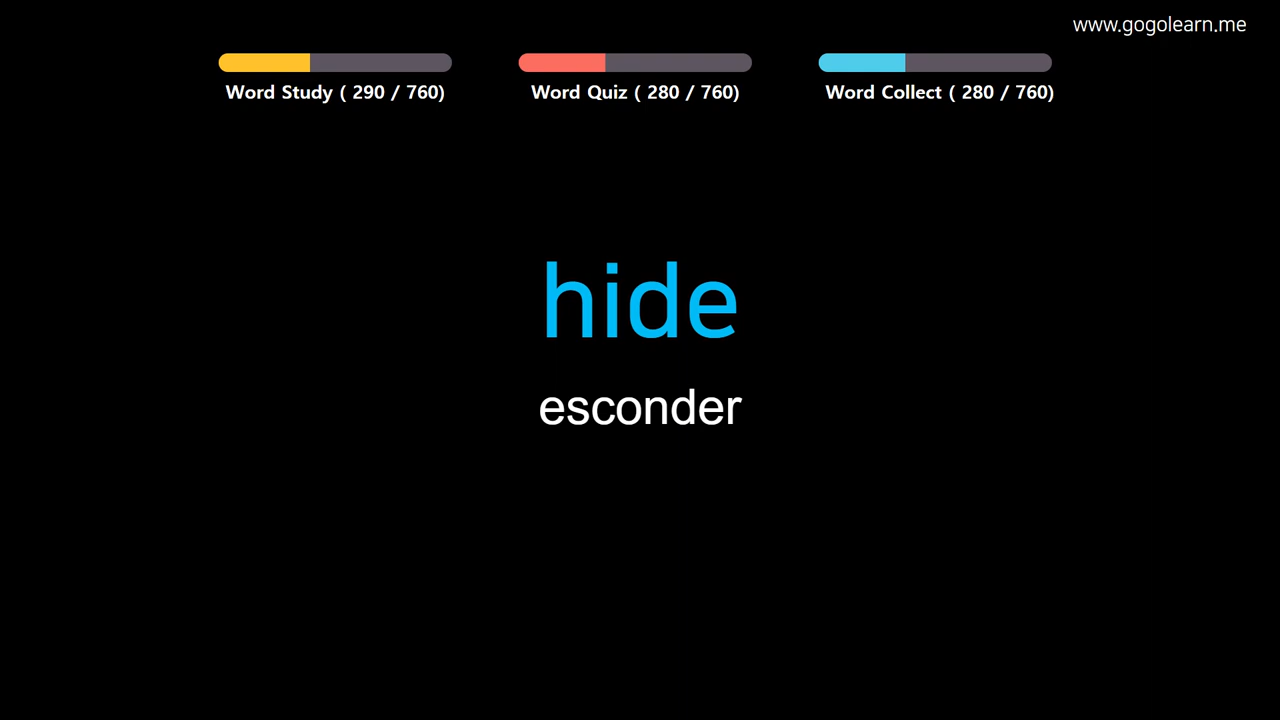 www.gogolearn.me
Word Study ( 290 / 760)
Word Quiz ( 280 / 760)
Word Collect ( 280 / 760)
hide
esconder